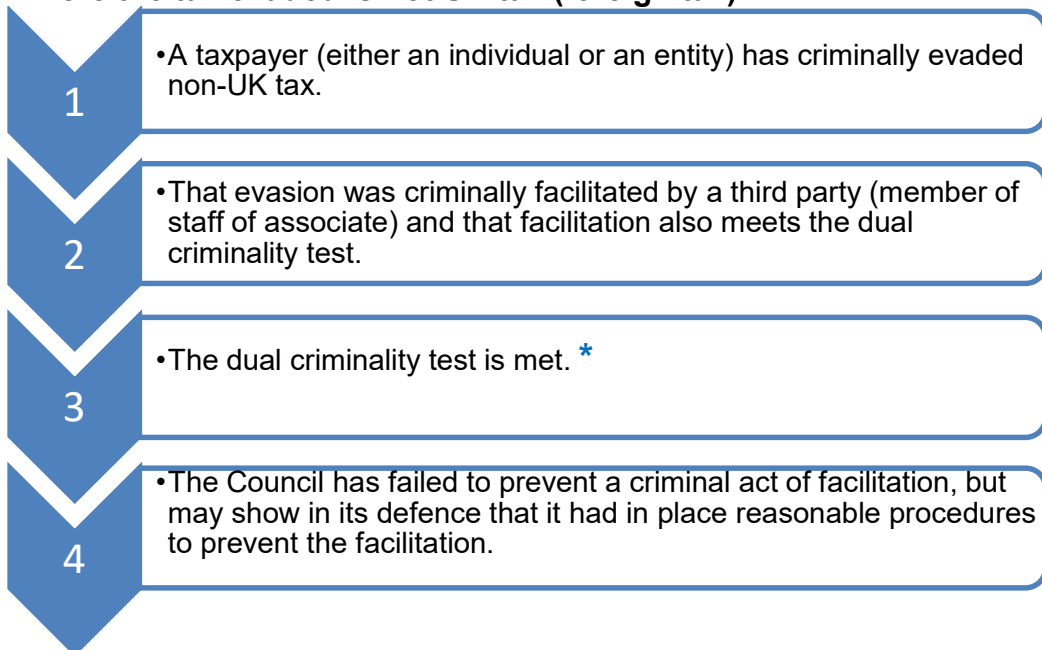 1
•A taxpayer (either an individual or an entity) has criminally evaded
non-UK tax.
2
•That evasion was criminally facilitated by a third party (member of
staff of associate) and that facilitation also meets the dual
criminality test.
3
•The dual criminality test is met. *
4
•The Council has failed to prevent a criminal act of facilitation, but
may show in its defence that it had in place reasonable procedures
to prevent the facilitation.